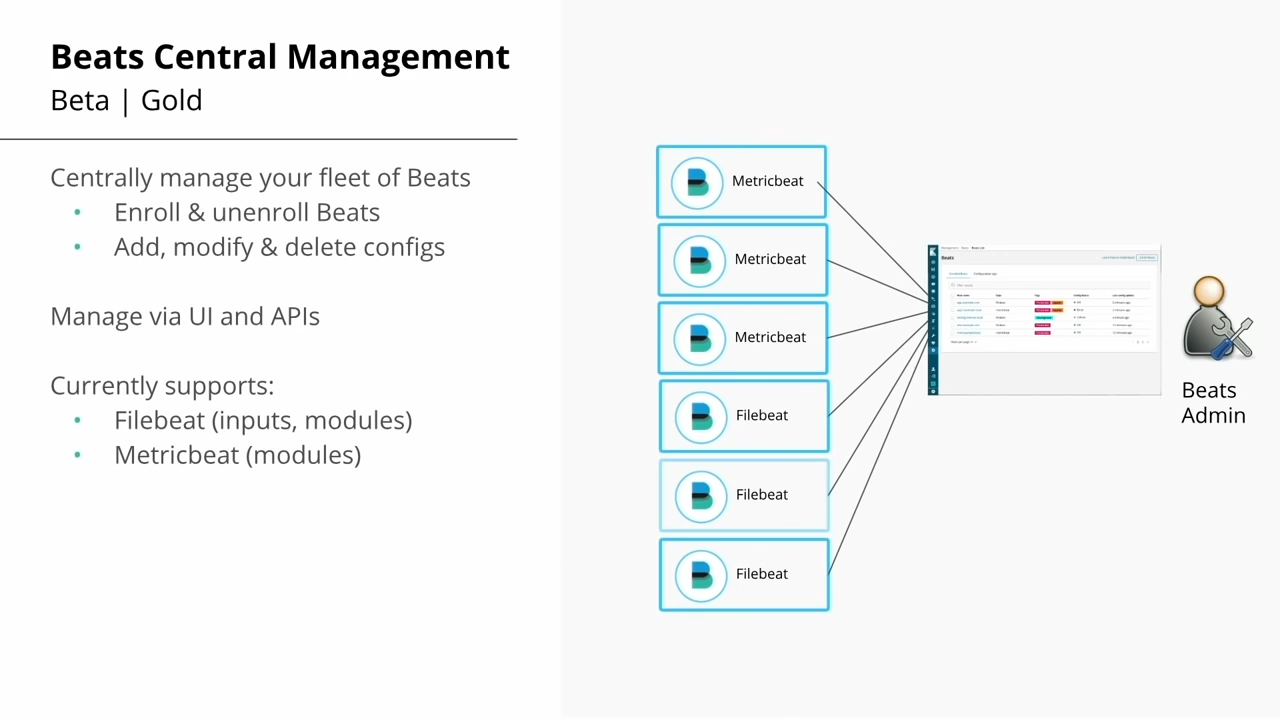 Beats Central Management
Beta | Gold
Centrally manage your fleet of Beats
• Enroll & unenroll Beats
• Add, modify & delete configs
Manage via UI and APIs
Currently supports:
• Filebeat (inputs, modules)
• Metricbeat (modules)
Metricbeat
Metricbeat
Metricbeat
Filebeat
Filebeat
Filebeat
Beats
Beats
Admin